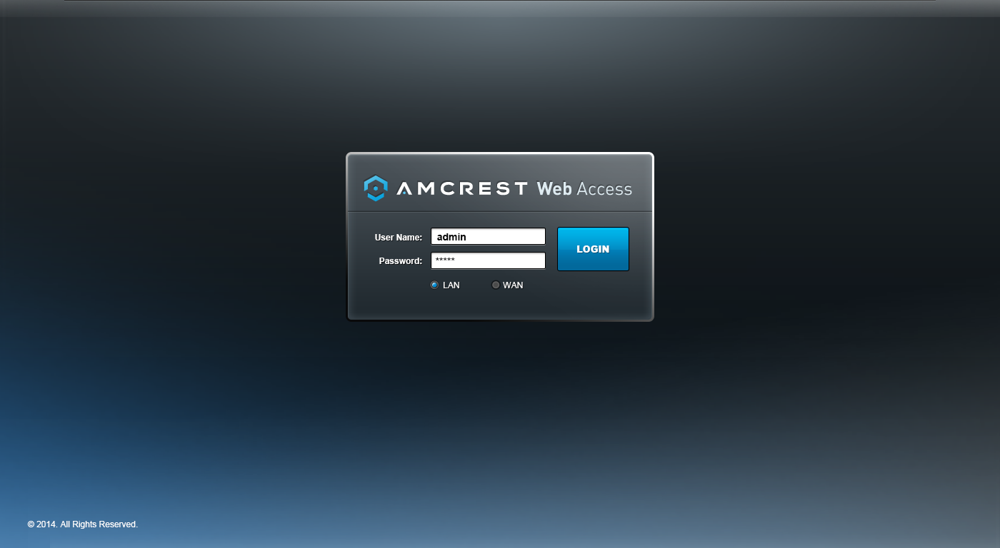 AMCREST Web Access
User Name: admin
Password: *****
LOGIN
LAN WAN
© 2014. All Rights Reserved.